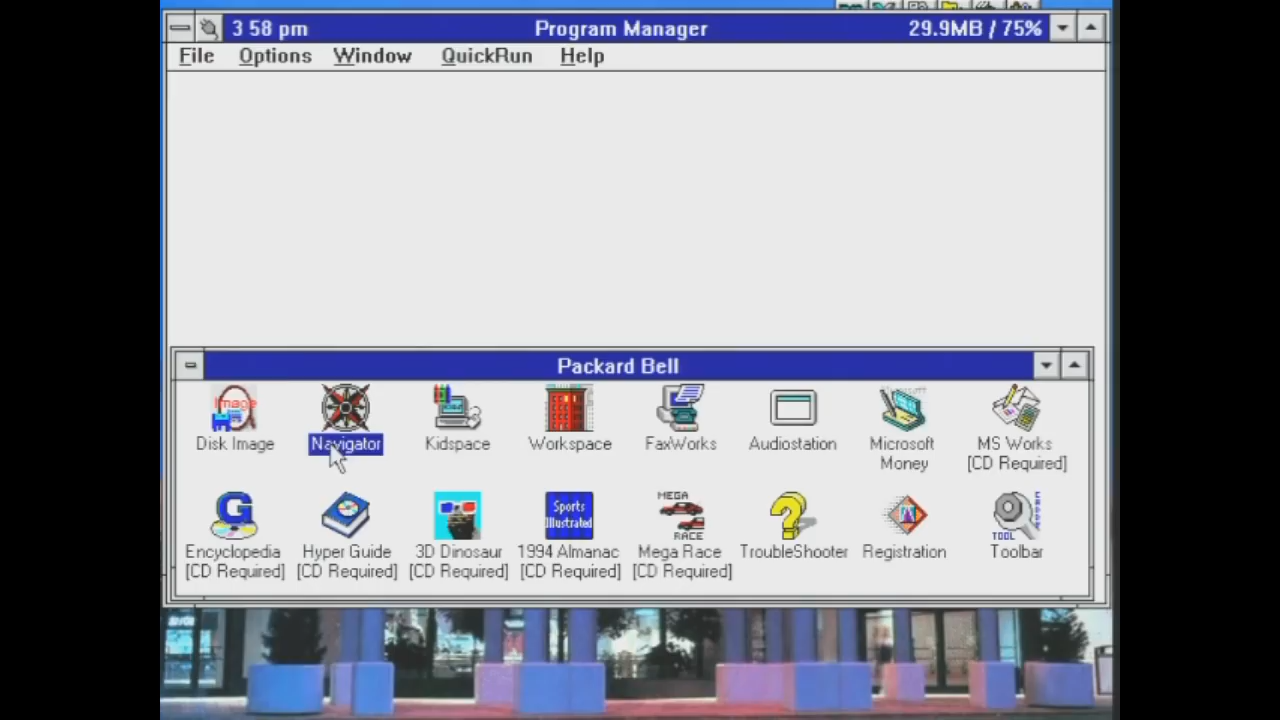 3 58 pm Program Manager 29.9MB / 75%
File Options Window QuickRun Help
Packard Bell
Image
Disk Image Navigator Kidspace Workspace FaxWorks Audiostation Microsoft Money MS Works [CD Required]
G
Sports Illustrated
MEGA RACE
TOOL
Encyclopedia [CD Required] Hyper Guide [CD Required] 3D Dinosaur [CD Required] 1994 Almanac [CD Required] Mega Race [CD Required] TroubleShooter Registration Toolbar